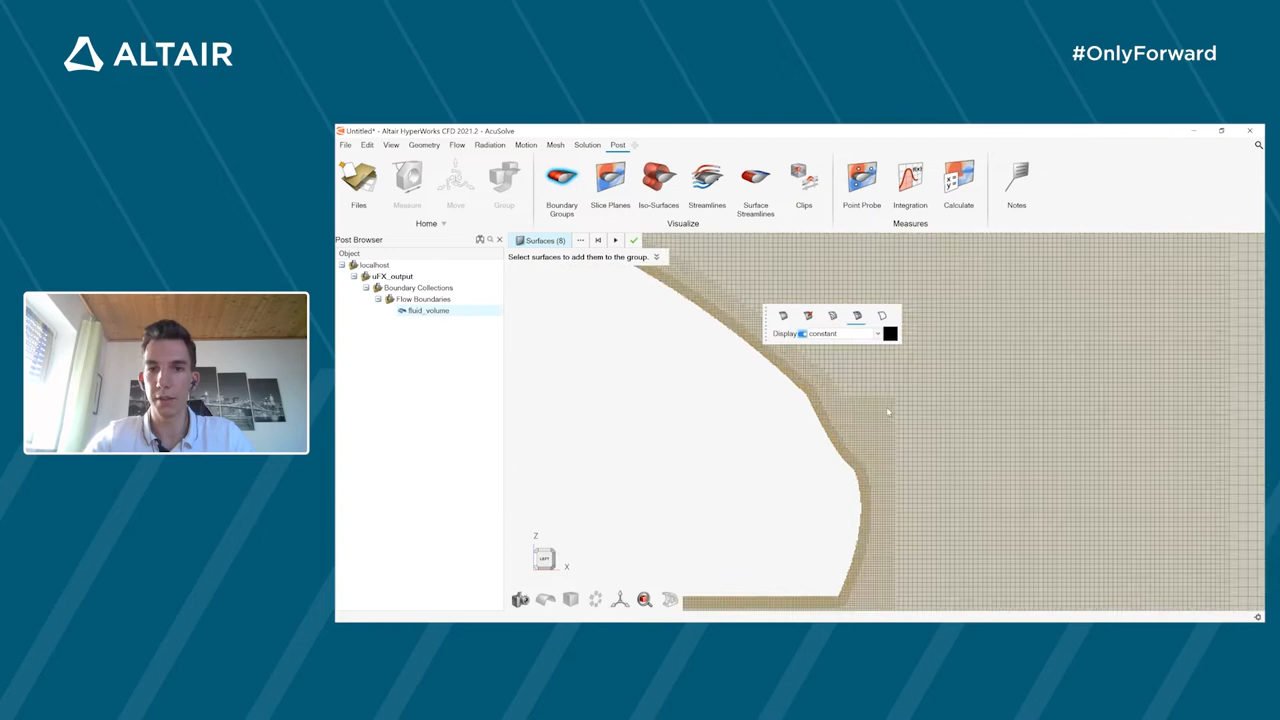 ALTAIR
#OnlyForward
Untitled* - Altair HyperWorks CFD 2021.2 - AcuSolve
File Edit View Geometry Flow Radiation Motion Mesh Solution Post
Files Measure Move Group Boundary Groups Slice Planes Iso-Surfaces Streamlines Surface Streamlines Clips Point Probe Integration Calculate Notes
Home Visualize Measures
Post Browser
Surfaces (8)
Object
Select surfaces to add them to the group.
localhost
uFX_output
Boundary Collections
Flow Boundaries
fluid_volume
Display constant
Z
LEFT
X